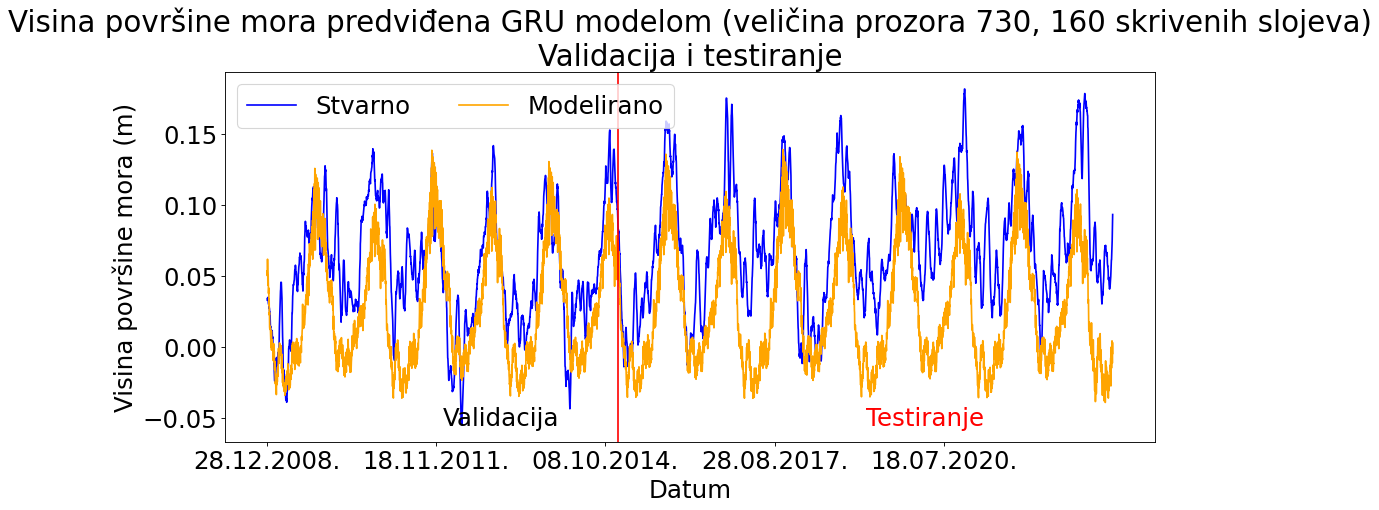 Visina površine mora predviđena GRU modelom (veličina prozora 730, 160 skrivenih slojeva)
Validacija i testiranje
Stvarno
Modelirano
Visina površine mora (m)
0.15
0.10
0.05
0.00
−0.05
Validacija
Testiranje
28.12.2008.
18.11.2011.
08.10.2014.
28.08.2017.
18.07.2020.
Datum